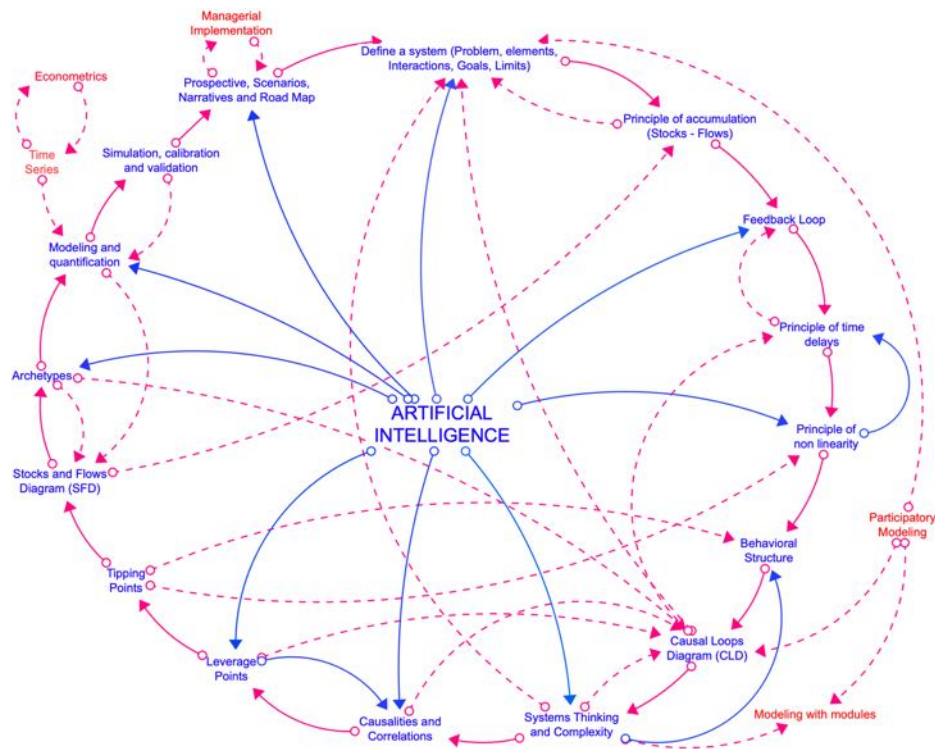 Managerial
Implementation
Define a system (Problem, elements,
Interactions, Goals, Limits)
Econometrics
Prospective, Scenarios,
Narratives and Road Map
Principle of accumulation
(Stocks - Flows)
Time
Series
Simulation, calibration
and validation
Feedback Loop
Modeling and
quantification
Principle of time
delays
Archetypes
ARTIFICIAL
INTELLIGENCE
Principle of
non linearity
Stocks and Flows
Diagram (SFD)
Participatory
Modeling
Behavioral
Structure
Tipping
Points
Causal Loops
Diagram (CLD)
Leverage
Points
Causalities and
Correlations
Systems Thinking
and Complexity
Modeling with modules